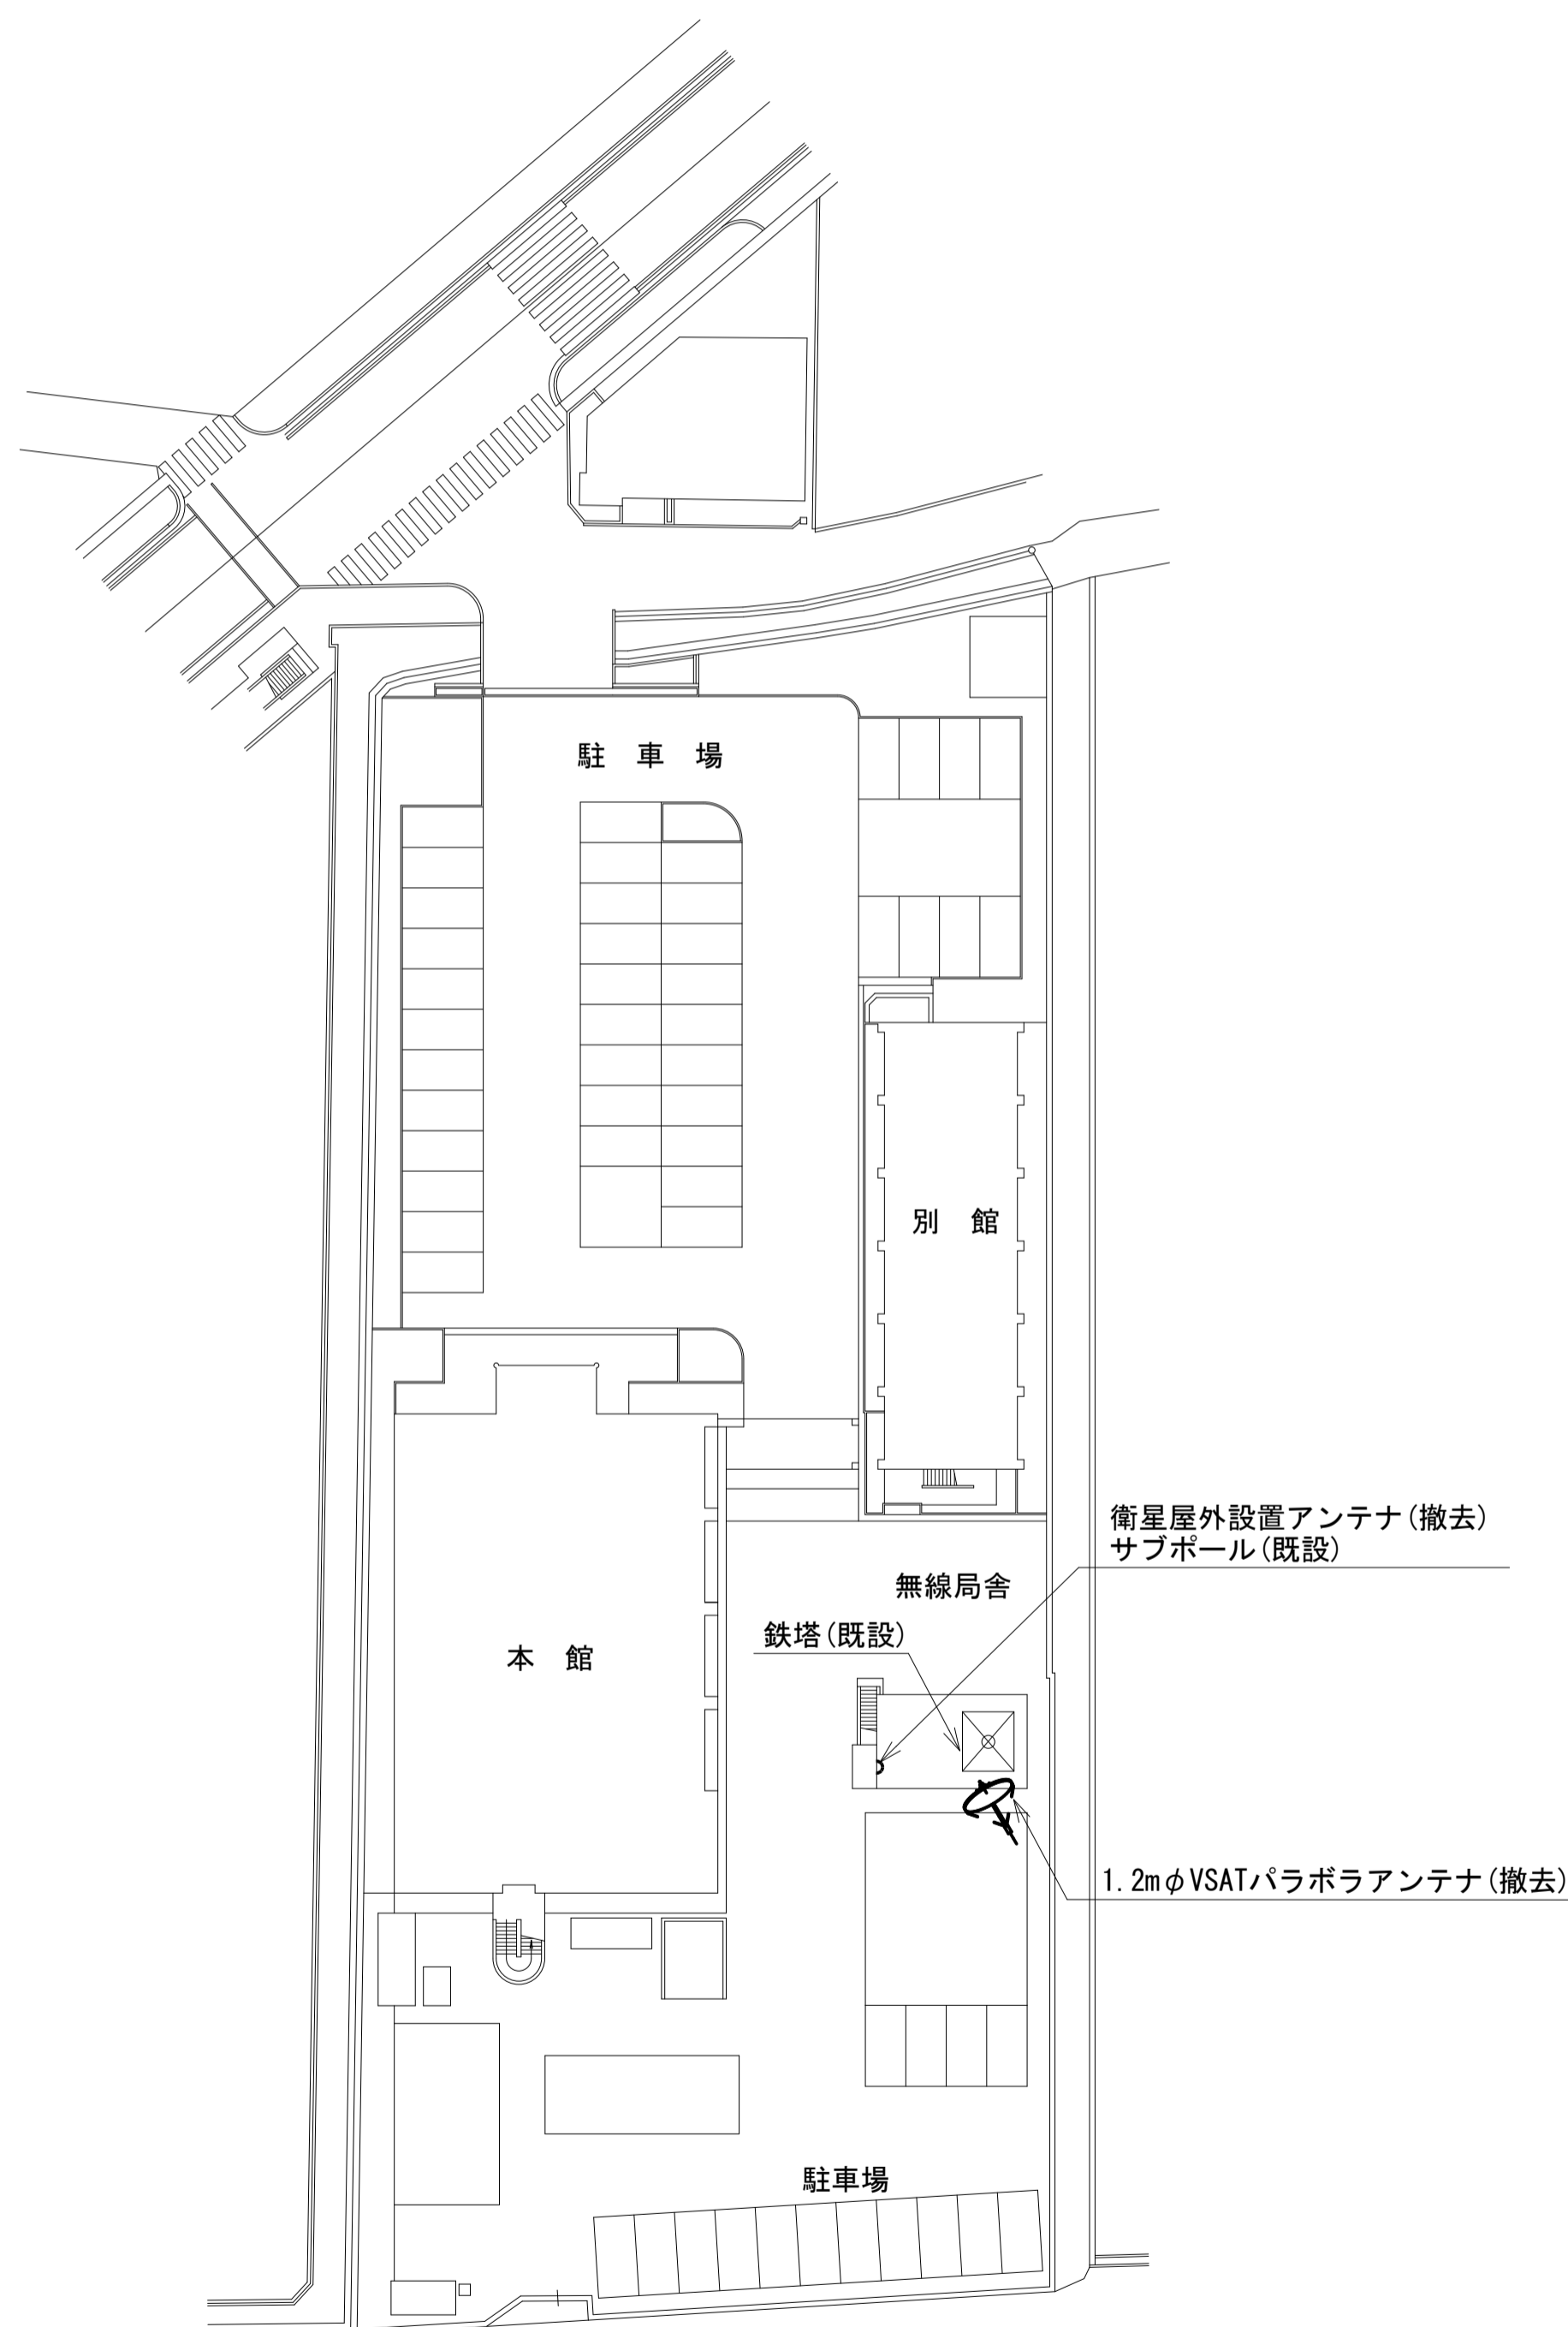 駐　車　場
別　館
衛星屋外設置アンテナ(撤去)
サブポール(既設)
無線局舎
鉄塔(既設)
本　館
1.2mφVSATパラボラアンテナ(撤去)
駐車場